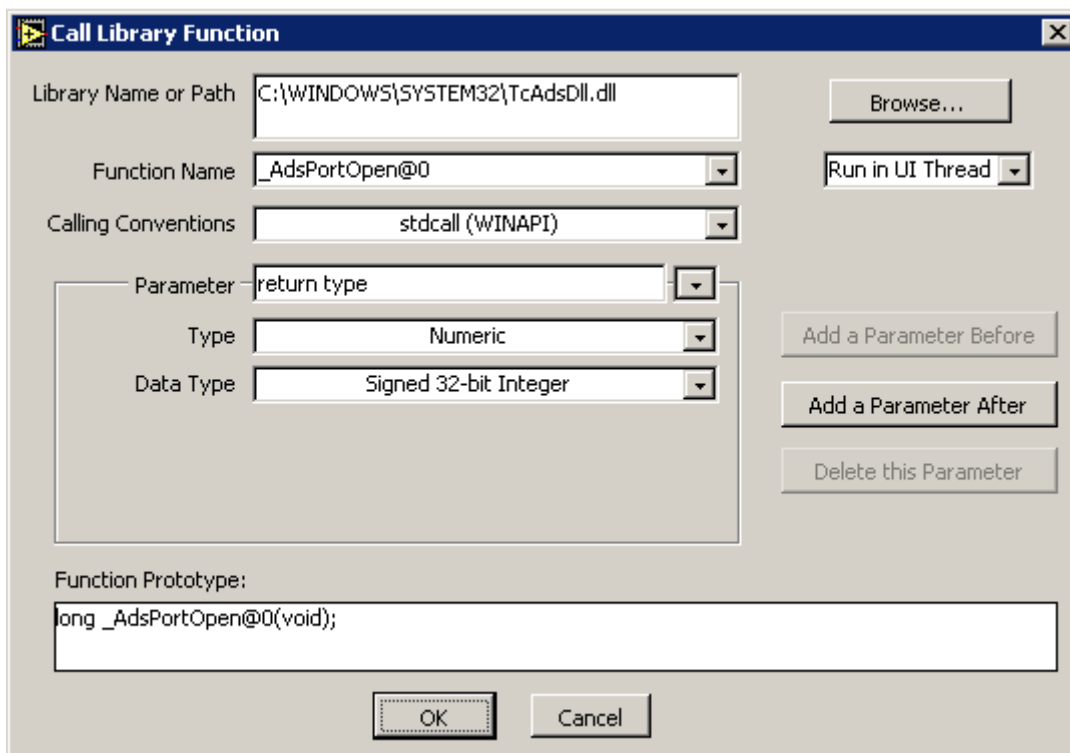 Call Library Function
Library Name or Path C:\WINDOWS\SYSTEM32\TcAdsDll.dll Browse...
Function Name _AdsPortOpen@0 Run in UI Thread
Calling Conventions stdcall (WINAPI)
Parameter return type
Type Numeric Add a Parameter Before
Data Type Signed 32-bit Integer Add a Parameter After
Delete this Parameter
Function Prototype:
long _AdsPortOpen@0(void);
OK Cancel